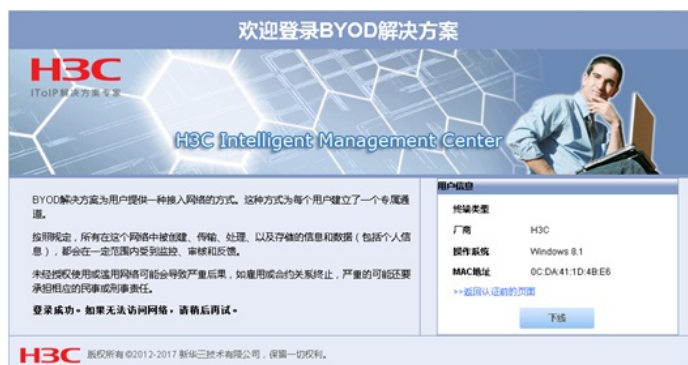 欢迎登录BYOD解决方案
H3C
IToIP解决方案专家
H3C Intelligent Management Center
BYOD解决方案为用户提供一种接入网络的方式。这种方式为每个用户建立了一个专属通
道。
按照规定，所有在这个网络中被创建、传输、处理、以及存储的信息和数据（包括个人信
息），都会在一定范围内受到监控、审核和反馈。
未经授权使用或滥用网络可能会导致严重后果，如雇用或合约关系终止，严重的可能还要
承担相应的民事或刑事责任。
登录成功。如果无法访问网络，请稍后再试。
用户信息
终端类型
厂商 H3C
操作系统 Windows 8.1
MAC地址 0C:DA:41:1D:4B:E6
>>返回认证前的页面
下线
H3C 版权所有 ©2012-2017 新华三技术有限公司，保留一切权利。